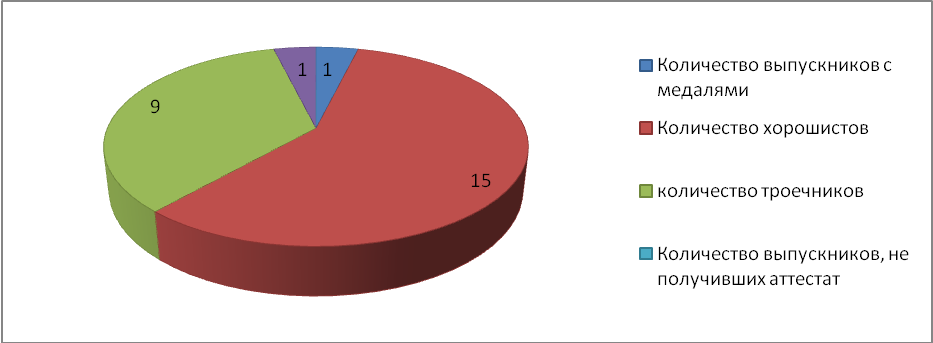 1
1
9
15
Количество выпускников с
медалями
Количество хорошистов
количество троечников
Количество выпускников, не
получивших аттестат